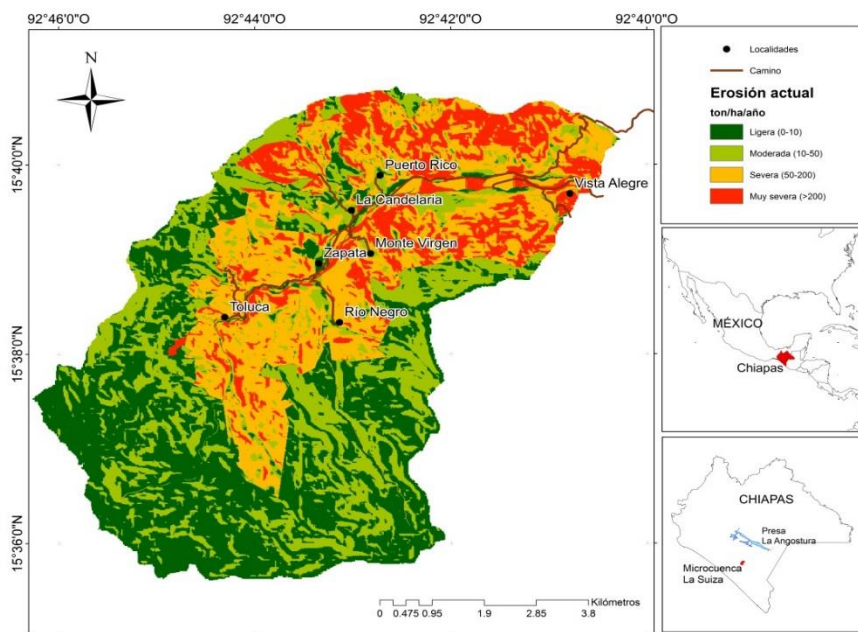 92°46'0"O 92°44'0"O 92°42'0"O 92°40'0"O
N
15°40'0"N
15°38'0"N
15°36'0"N
Puerto Rico
Vista Alegre
La Candelaria
Monte Virgen
Zapata
Toluca
Río Negro
Kilómetros
0 0.475 0.95 1.9 2.85 3.8
Localidades
Camino
Erosión actual
ton/ha/año
Ligera (0-10)
Moderada (10-50)
Severa (50-200)
Muy severa (>200)
MÉXICO
Chiapas
CHIAPAS
Presa
La Angostura
Microcuenca
La Suiza